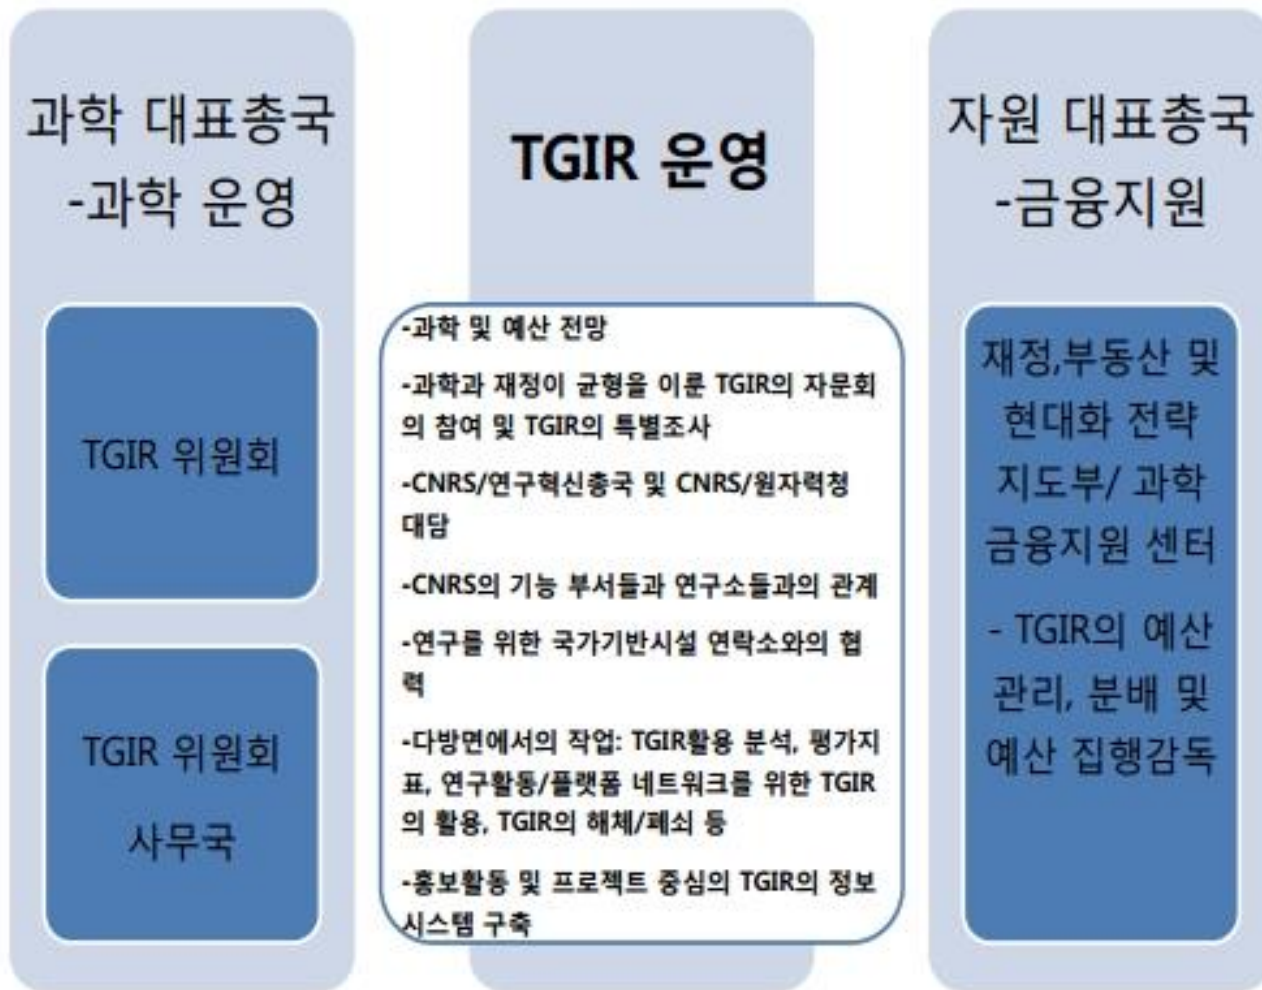 과학 대표총국
-과학 운영
TGIR 위원회
TGIR 위원회
사무국
TGIR 운영
-과학 및 예산 전망
-과학과 재정이 균형을 이룬 TGIR의 자문회
의 참여 및 TGIR의 특별조사
-CNRS/연구혁신총국 및 CNRS/원자력청
대담
-CNRS의 기능 부서들과 연구소들과의 관계
-연구를 위한 국가기반시설 연락소와의 협
력
-다방면에서의 작업: TGIR활용 분석, 평가지
표, 연구활동/플랫폼 네트워크를 위한 TGIR
의 활용, TGIR의 해체/폐쇠 등
-홍보활동 및 프로젝트 중심의 TGIR의 정보
시스템 구축
자원 대표총국
-금융지원
재정,부동산 및
현대화 전략
지도부/ 과학
금융지원 센터
- TGIR의 예산
관리, 분배 및
예산 집행감독